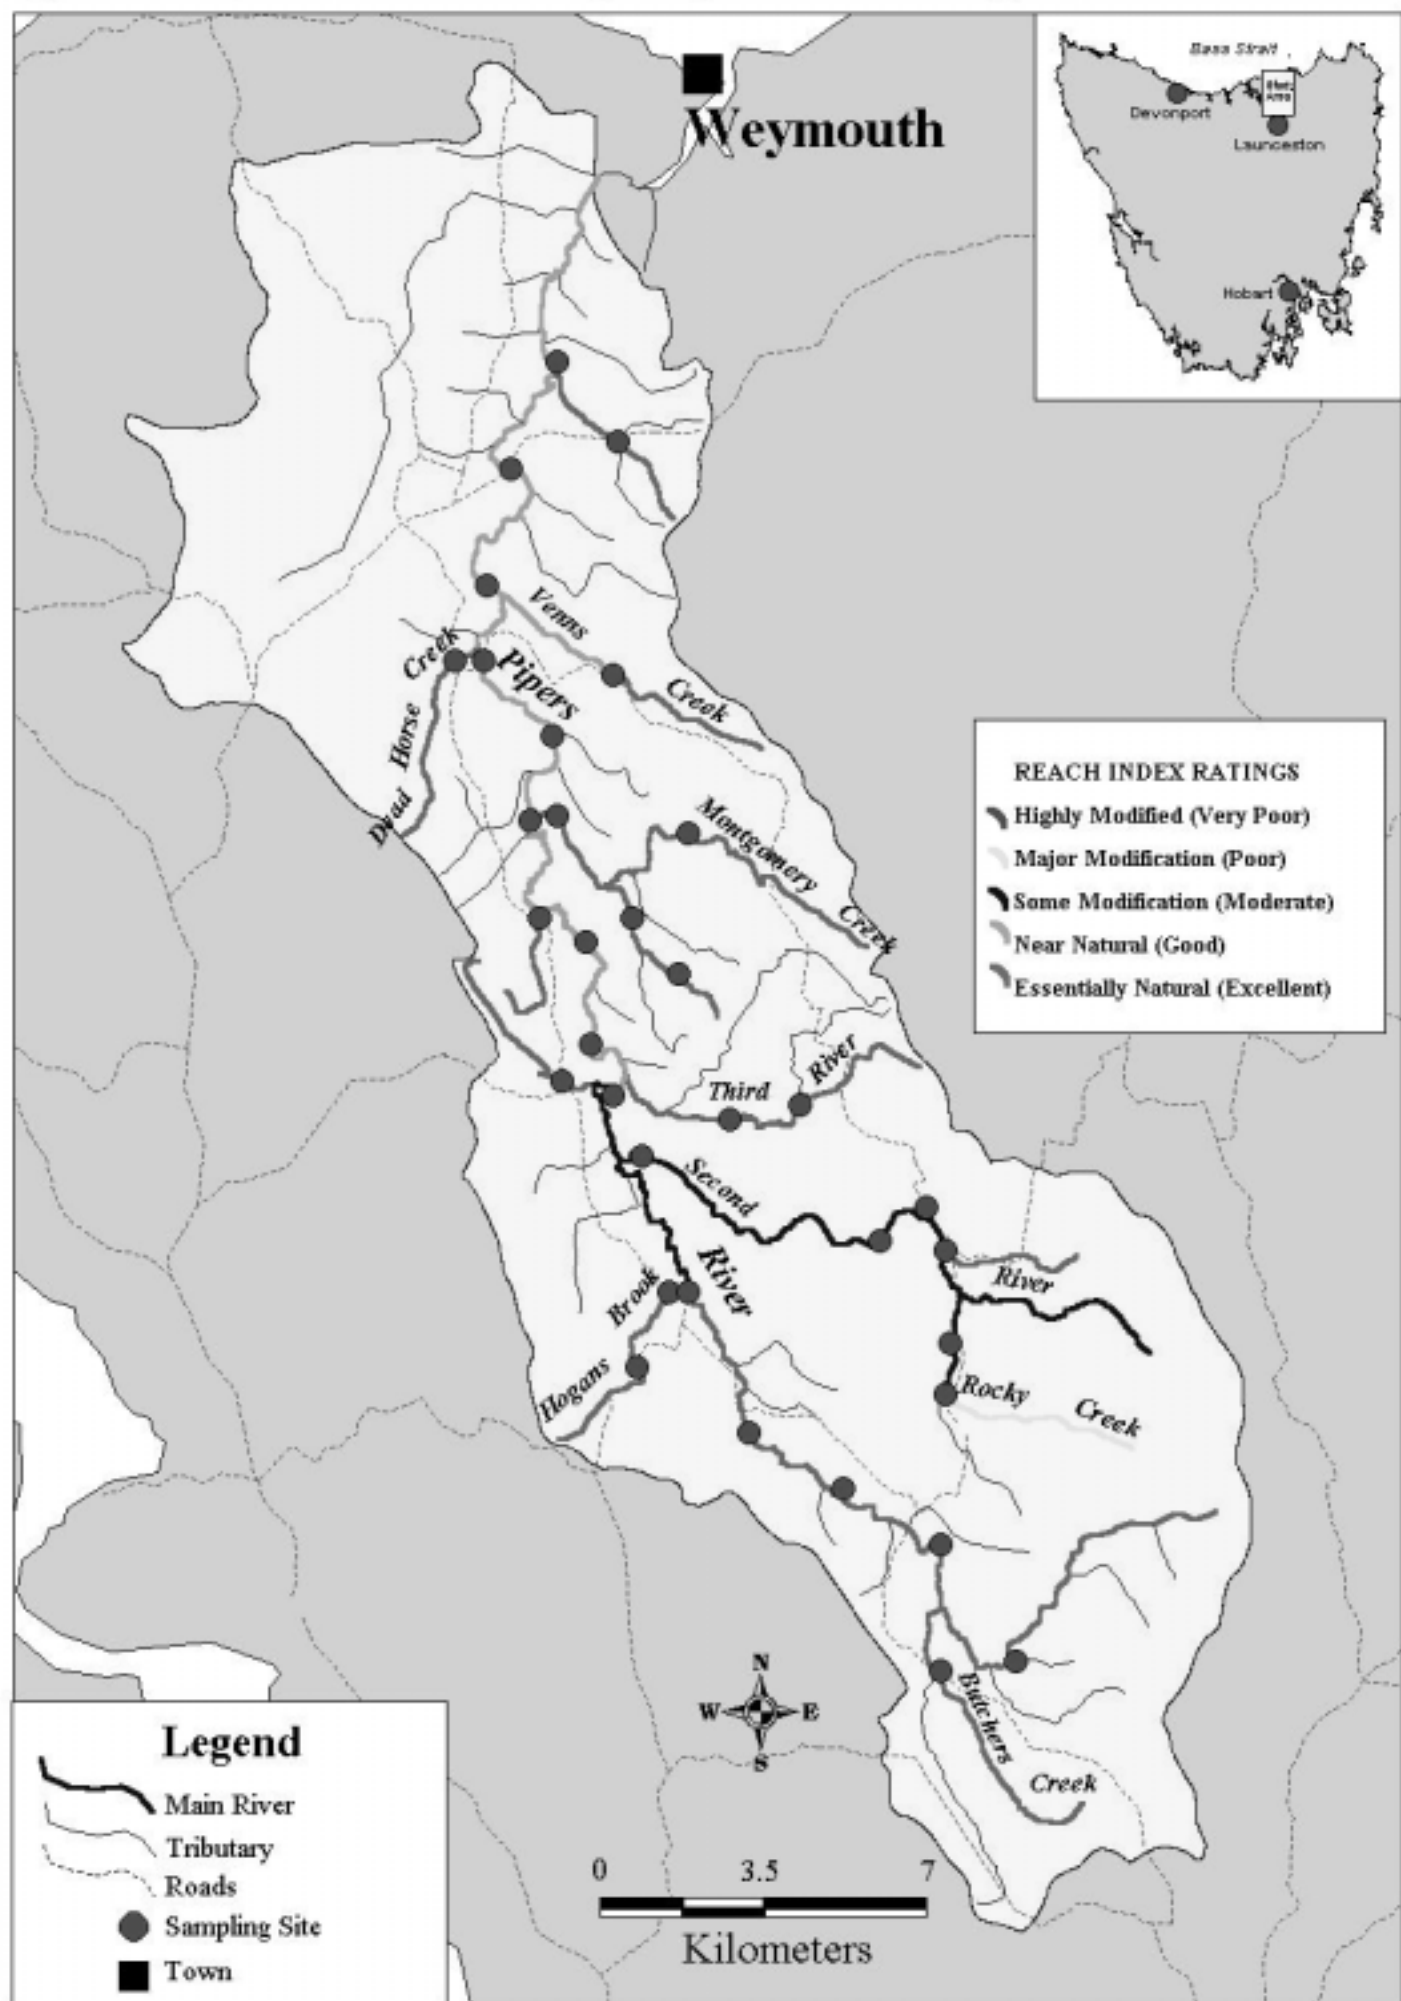 Weymouth
Bass Strait
Study
Area
Devonport
Launceston
Hobart
Venns
Creek
Pipers
River
Dead Horse Creek
Montgomery Creek
Third River
Second
River
Hogans Brook
Rocky Creek
Butchers
Creek
REACH INDEX RATINGS
Highly Modified (Very Poor)
Major Modification (Poor)
Some Modification (Moderate)
Near Natural (Good)
Essentially Natural (Excellent)
N
W E
S
Legend
Main River
Tributary
Roads
Sampling Site
Town
0 3.5 7
Kilometers